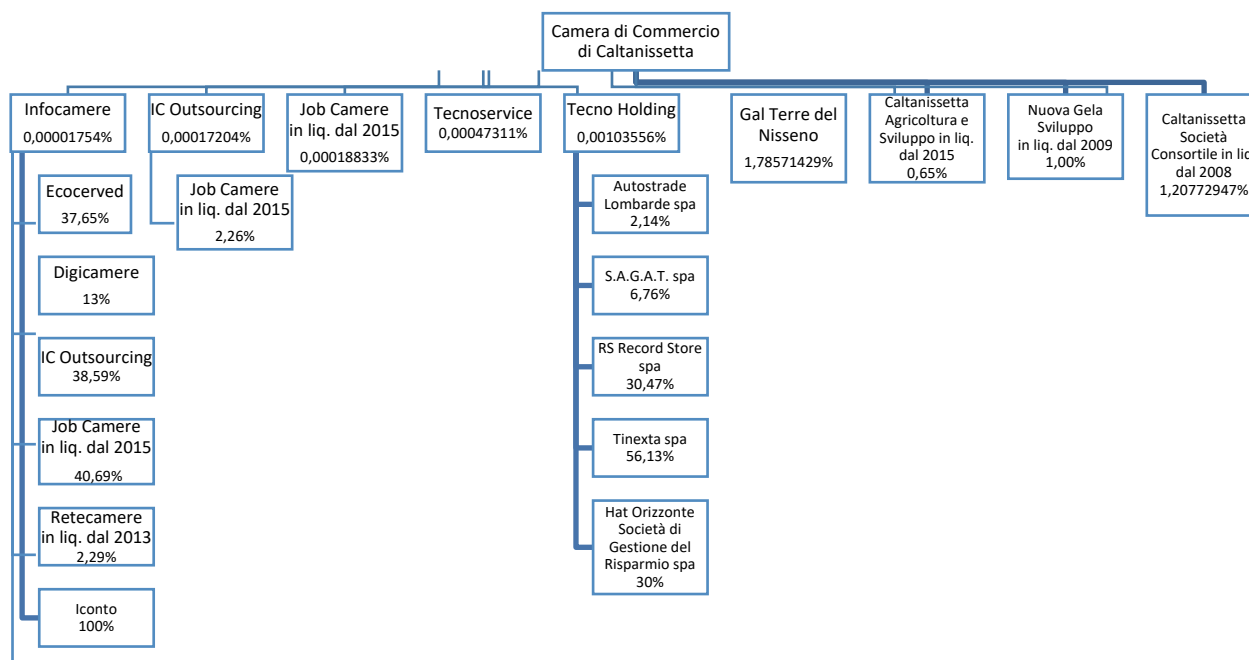 Camera di Commercio
di Caltanissetta
Infocamere
0,00001754%
IC Outsourcing
0,00017204%
Job Camere
in liq. dal 2015
0,00018833%
Tecnoservice
0,00047311%
Tecno Holding
0,00103556%
Gal Terre del
Nisseno
1,78571429%
Caltanissetta
Agricoltura e
Sviluppo in liq.
dal 2015
0,65%
Nuova Gela
Sviluppo
in liq. dal 2009
1,00%
Caltanissetta
Società
Consortile in liq
dal 2008
1,20772947%
Ecocerved
37,65%
Digicamere
13%
IC Outsourcing
38,59%
Job Camere
in liq. dal 2015
40,69%
Retecamere
in liq. dal 2013
2,29%
Iconto
100%
Job Camere
in liq. dal 2015
2,26%
Autostrade
Lombarde spa
2,14%
S.A.G.A.T. spa
6,76%
RS Record Store
spa
30,47%
Tinexta spa
56,13%
Hat Orizzonte
Società di
Gestione del
Risparmio spa
30%